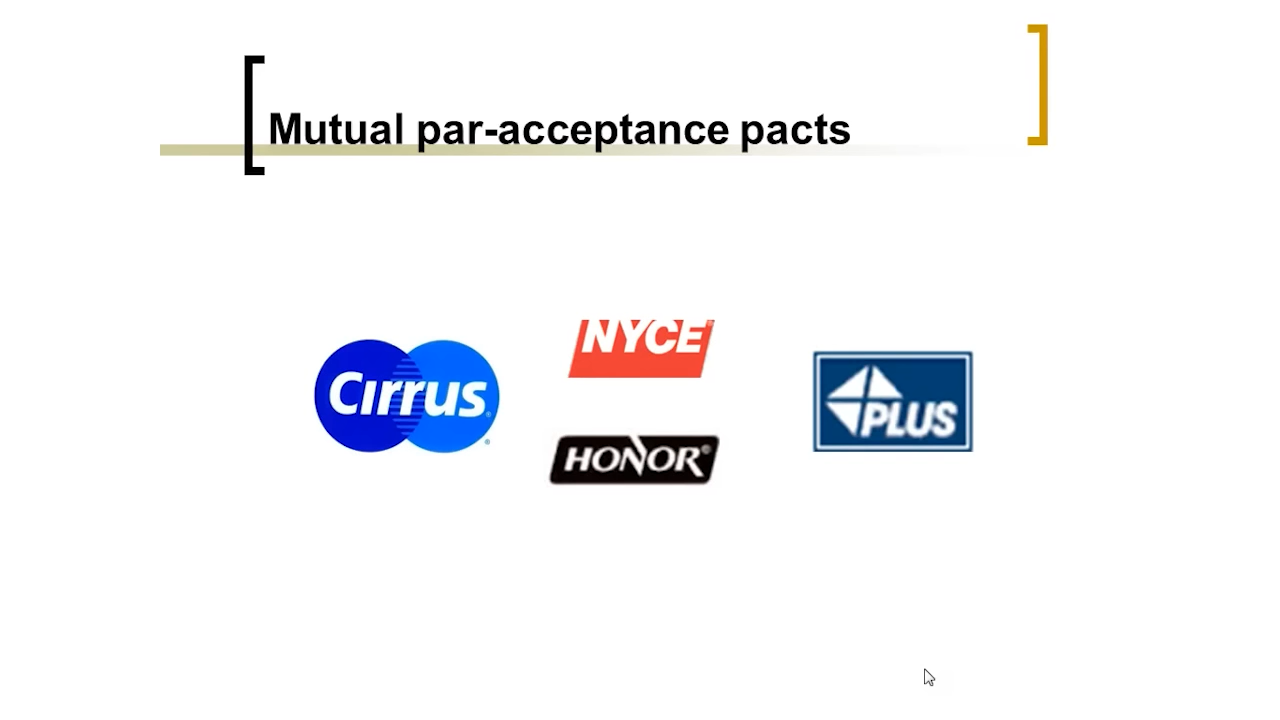 Mutual par-acceptance pacts
Cirrus®
NYCE®
HONOR®
PLUS